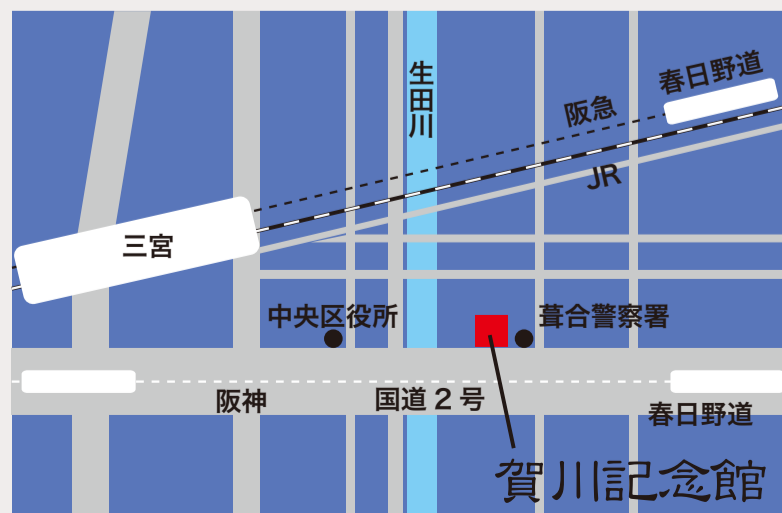 生田川
春日野道
阪急
JR
三宮
中央区役所
葺合警察署
阪神
国道2号
春日野道
賀川記念館